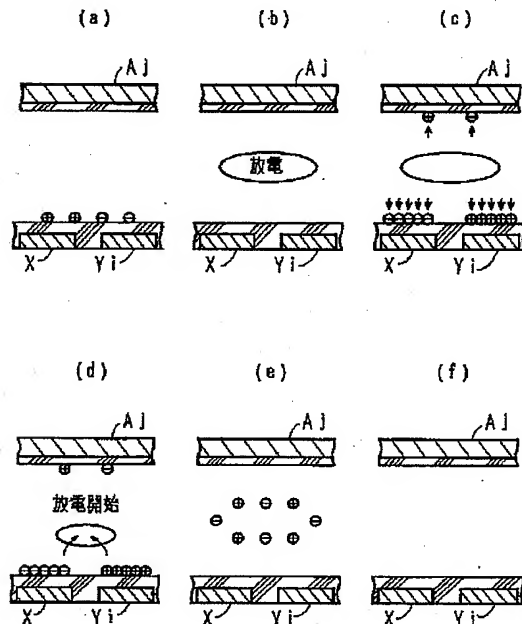 (a)
(b)
(c)
Aj
Aj
Aj
放電
X
Yi
X
Yi
X
Yi
(d)
(e)
(f)
Aj
Aj
Aj
放電開始
X
Yi
X
Yi
X
Yi